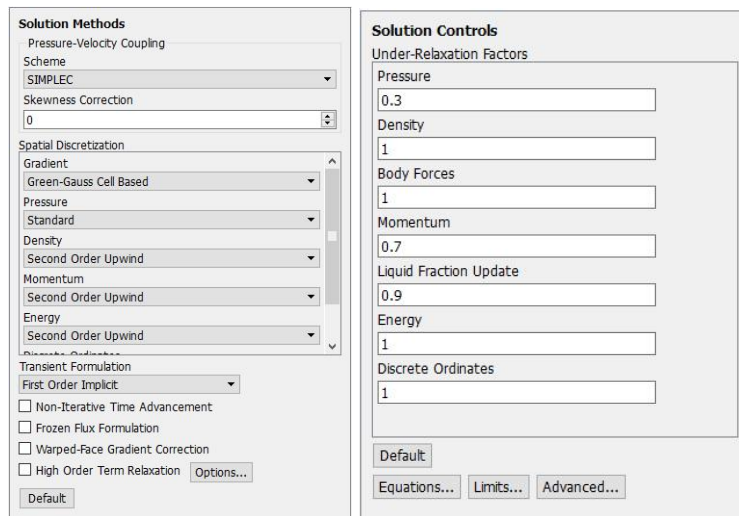 Solution Methods
Pressure-Velocity Coupling
Scheme
SIMPLEC
Skewness Correction
0
Spatial Discretization
Gradient
Green-Gauss Cell Based
Pressure
Standard
Density
Second Order Upwind
Momentum
Second Order Upwind
Energy
Second Order Upwind
Discrete Ordinates
Transient Formulation
First Order Implicit
Non-Iterative Time Advancement
Frozen Flux Formulation
Warped-Face Gradient Correction
High Order Term Relaxation Options...
Default
Solution Controls
Under-Relaxation Factors
Pressure
0.3
Density
1
Body Forces
1
Momentum
0.7
Liquid Fraction Update
0.9
Energy
1
Discrete Ordinates
1
Default
Equations... Limits... Advanced...